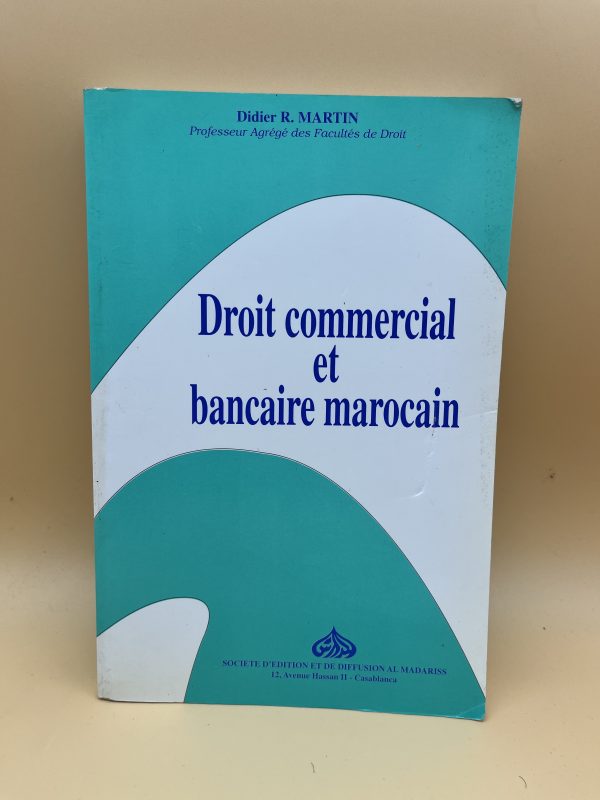 Didier R. MARTIN
Professeur Agrégé des Facultés de Droit
Droit commercial
et
bancaire marocain
المدارس
SOCIETE D'EDITION ET DE DIFFUSION AL MADARISS
12, Avenue Hassan II - Casablanca